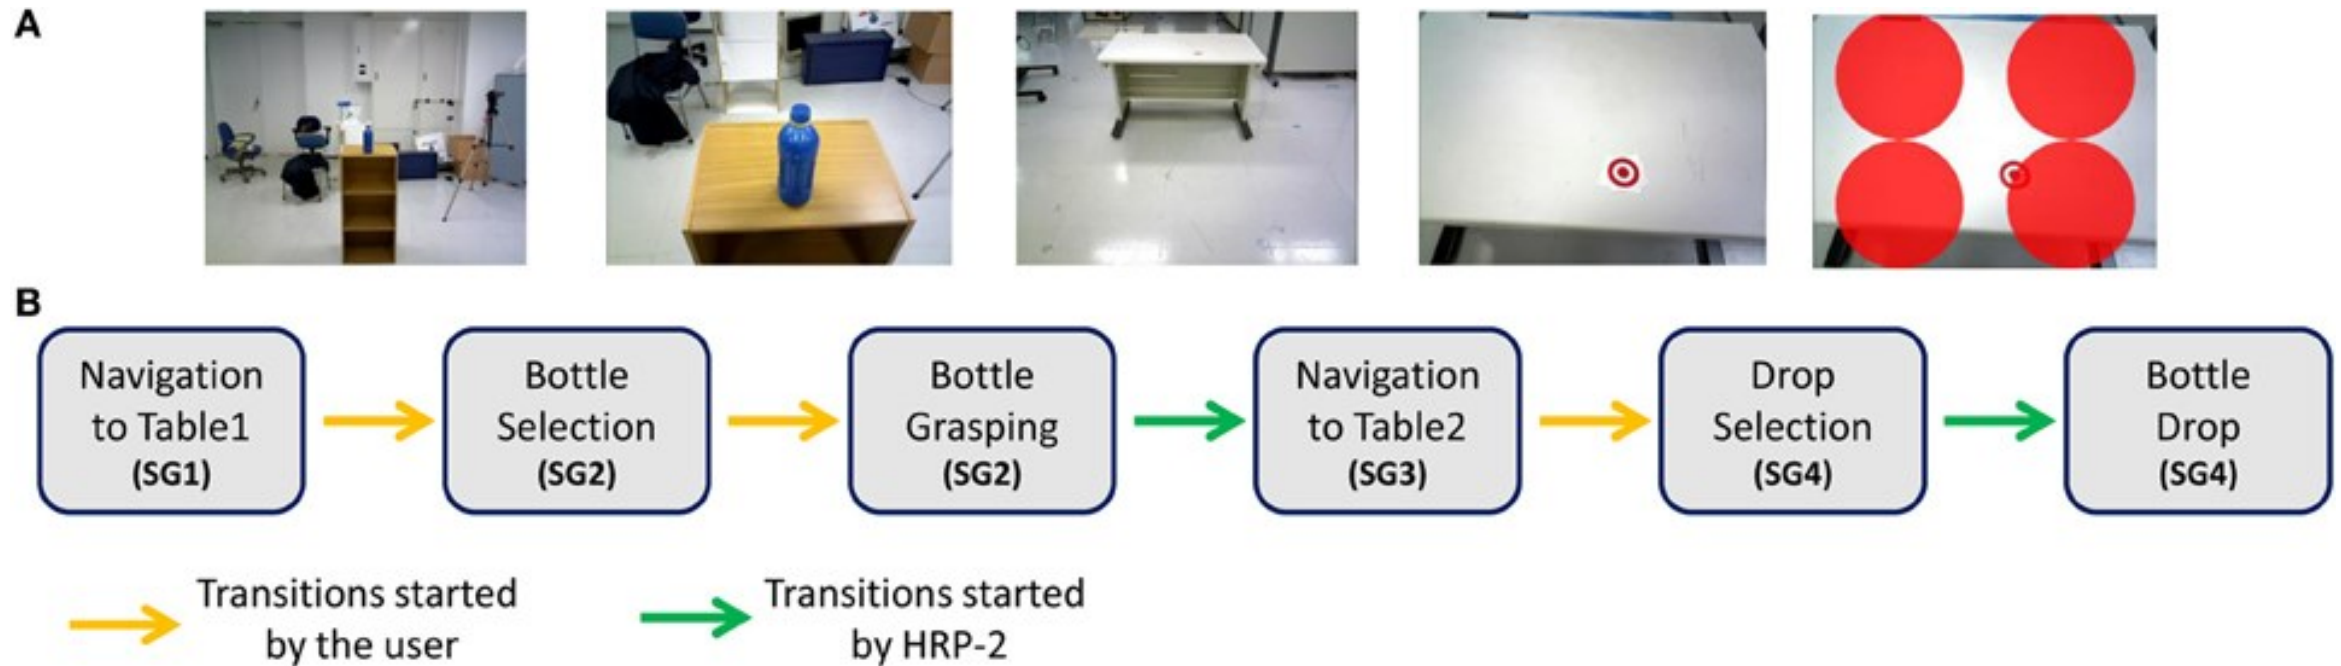 A
B
Navigation
to Table1
(SG1)
Bottle
Selection
(SG2)
Bottle
Grasping
(SG2)
Navigation
to Table2
(SG3)
Drop
Selection
(SG4)
Bottle
Drop
(SG4)
Transitions started
by the user
Transitions started
by HRP-2